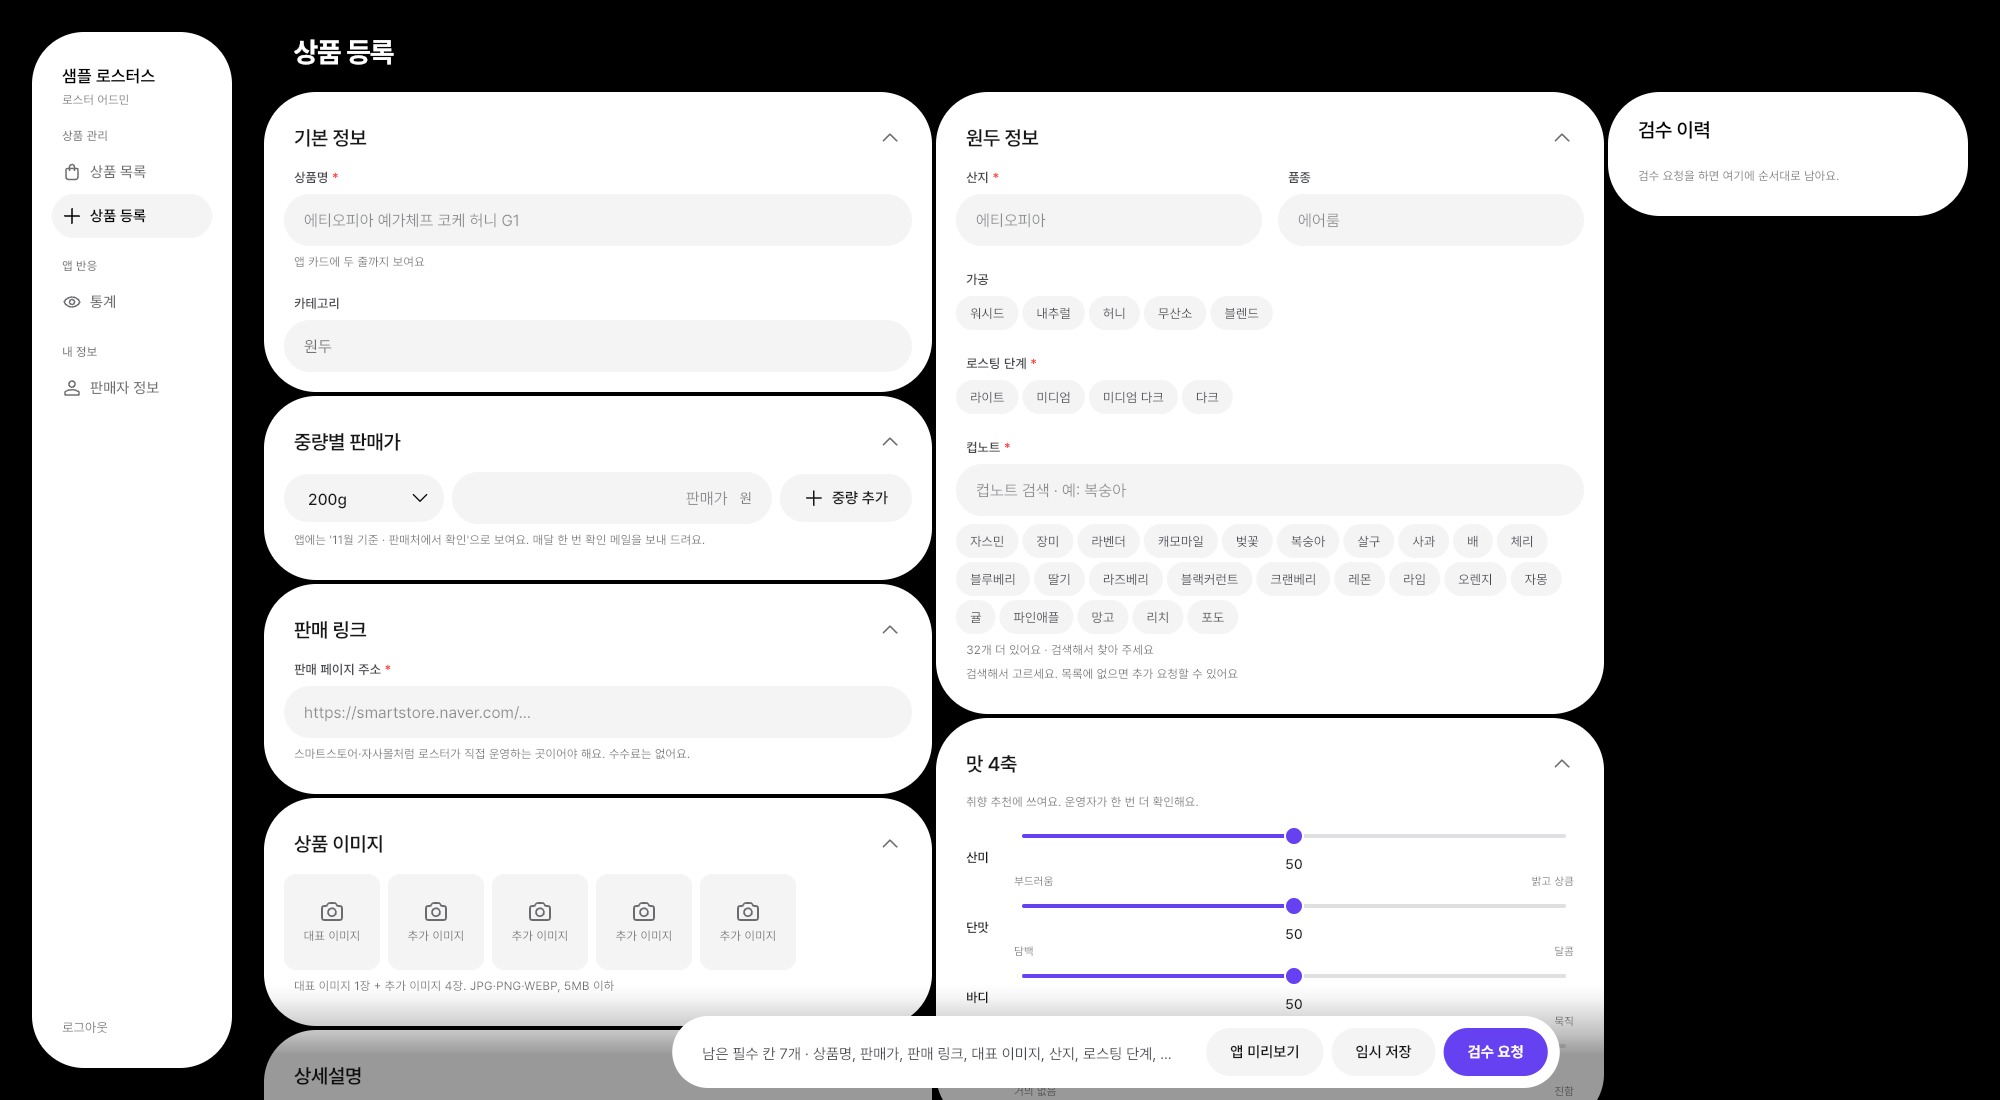 샘플 로스터스
로스터 어드민
상품 관리
상품 목록
상품 등록
앱 반응
통계
내 정보
판매자 정보
로그아웃
상품 등록
기본 정보
상품명 *
에티오피아 예가체프 코케 허니 G1
앱 카드에 두 줄까지 보여요
카테고리
원두
중량별 판매가
200g
판매가 원
중량 추가
앱에는 '11월 기준 · 판매처에서 확인'으로 보여요. 매달 한 번 확인 메일을 보내 드려요.
판매 링크
판매 페이지 주소 *
https://smartstore.naver.com/...
스마트스토어·자사몰처럼 로스터가 직접 운영하는 곳이어야 해요. 수수료는 없어요.
상품 이미지
대표 이미지 추가 이미지 추가 이미지 추가 이미지 추가 이미지
대표 이미지 1장 + 추가 이미지 4장. JPG·PNG·WEBP, 5MB 이하
상세설명
원두 정보
산지 * 품종
에티오피아 에어룸
가공
워시드 내추럴 허니 무산소 블렌드
로스팅 단계 *
라이트 미디엄 미디엄 다크 다크
컵노트 *
컵노트 검색 · 예: 복숭아
자스민 장미 라벤더 캐모마일 벚꽃 복숭아 살구 사과 배 체리
블루베리 딸기 라즈베리 블랙커런트 크랜베리 레몬 라임 오렌지 자몽
귤 파인애플 망고 리치 포도
32개 더 있어요 · 검색해서 찾아 주세요
검색해서 고르세요. 목록에 없으면 추가 요청할 수 있어요
맛 4축
취향 추천에 쓰여요. 운영자가 한 번 더 확인해요.
산미
50
부드러움 밝고 상큼
단맛
50
담백 달콤
바디
50
묵직
거의 없음 진함
검수 이력
검수 요청을 하면 여기에 순서대로 남아요.
남은 필수 칸 7개 · 상품명, 판매가, 판매 링크, 대표 이미지, 산지, 로스팅 단계, ...
앱 미리보기
임시 저장
검수 요청